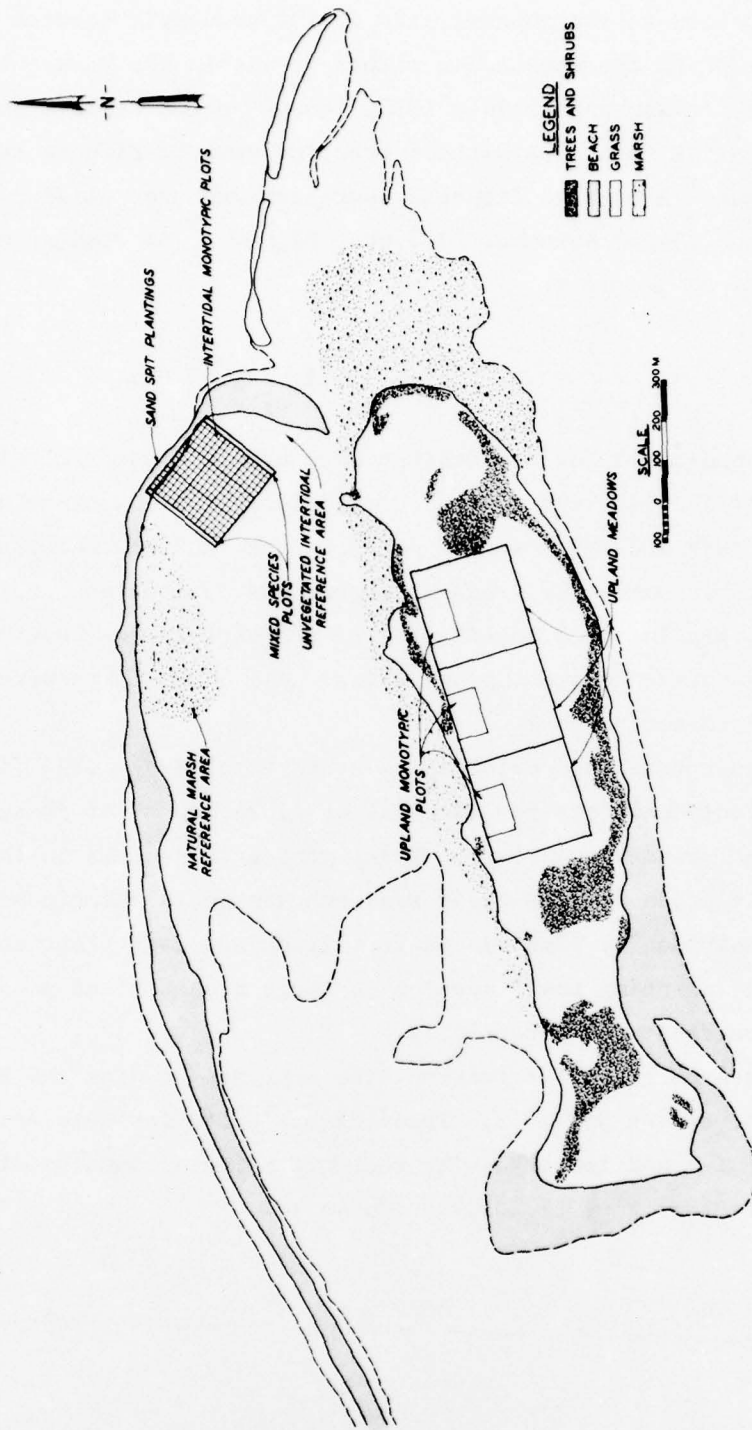 -N-
SAND SPIT PLANTINGS
INTERTIDAL MONOTYPIC PLOTS
NATURAL MARSH
REFERENCE AREA
MIXED SPECIES
PLOTS
UNVEGETATED INTERTIDAL
REFERENCE AREA
UPLAND MONOTYPIC
PLOTS
UPLAND MEADOWS
LEGEND
TREES AND SHRUBS
BEACH
GRASS
MARSH
SCALE
100 0 100 200 300 M